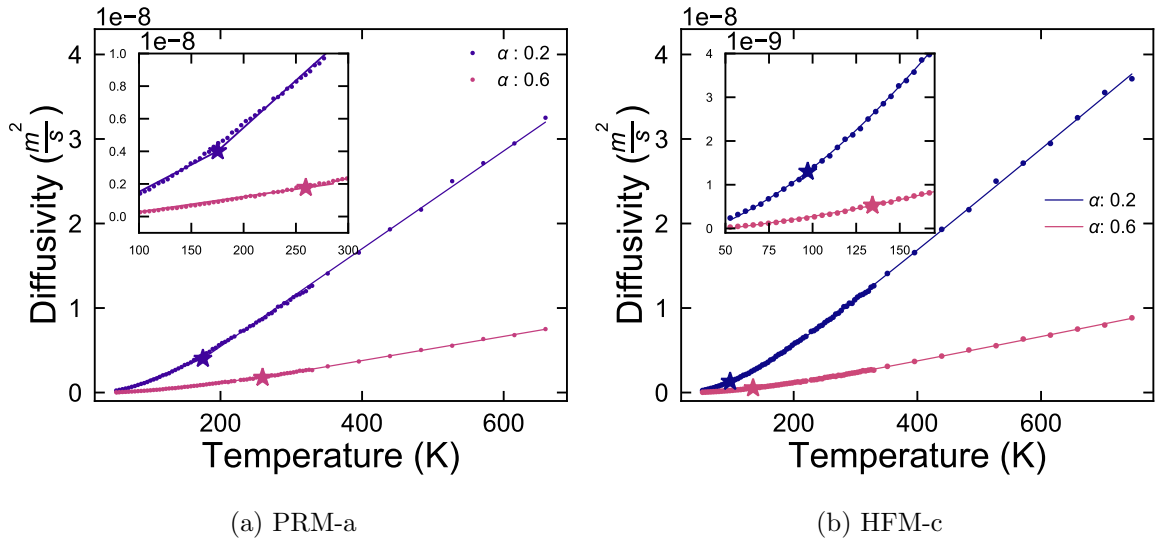 1e−8
4
3
2
1
0
Diffusivity (m²/s)
200
400
600
Temperature (K)
1e−8
1.0
0.8
0.6
0.4
0.2
0.0
100
150
200
250
300
α : 0.2
α : 0.6
(a) PRM-a
1e−8
4
3
2
1
0
Diffusivity (m²/s)
200
400
600
Temperature (K)
1e−9
4
3
2
1
0
50
75
100
125
150
α: 0.2
α: 0.6
(b) HFM-c